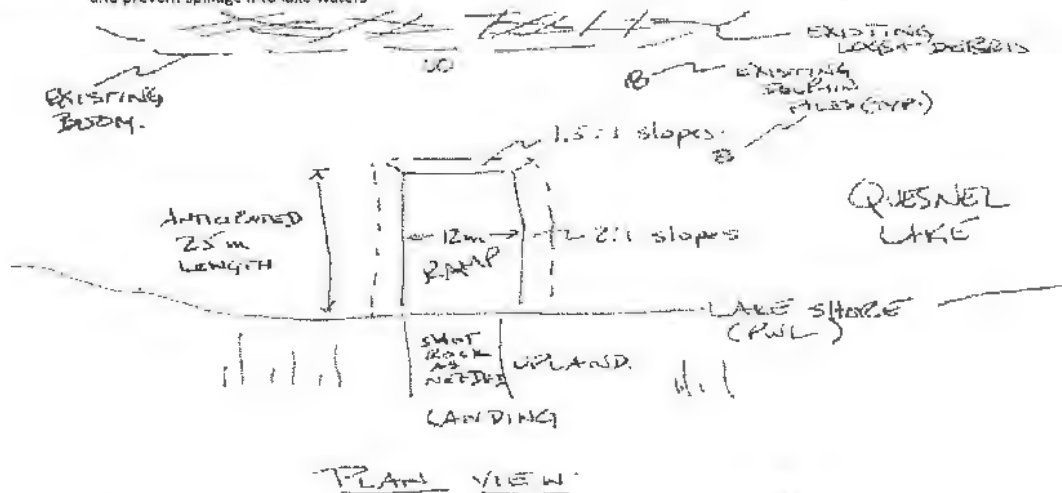 and prevent spillage into lake waters
EXISTING
LOGS + DEBRIS
EXISTING
BOOM.
EXISTING
DOLPHIN
PILES (TYP.)
1.5:1 slopes
ANTICIPATED
25m
LENGTH
12m
RAMP
2:1 slopes
QUESNEL
LAKE
LAKE SHORE
(PWL)
SHOT
ROCK
AS
NEEDED
UPLAND.
LANDING
PLAN VIEW